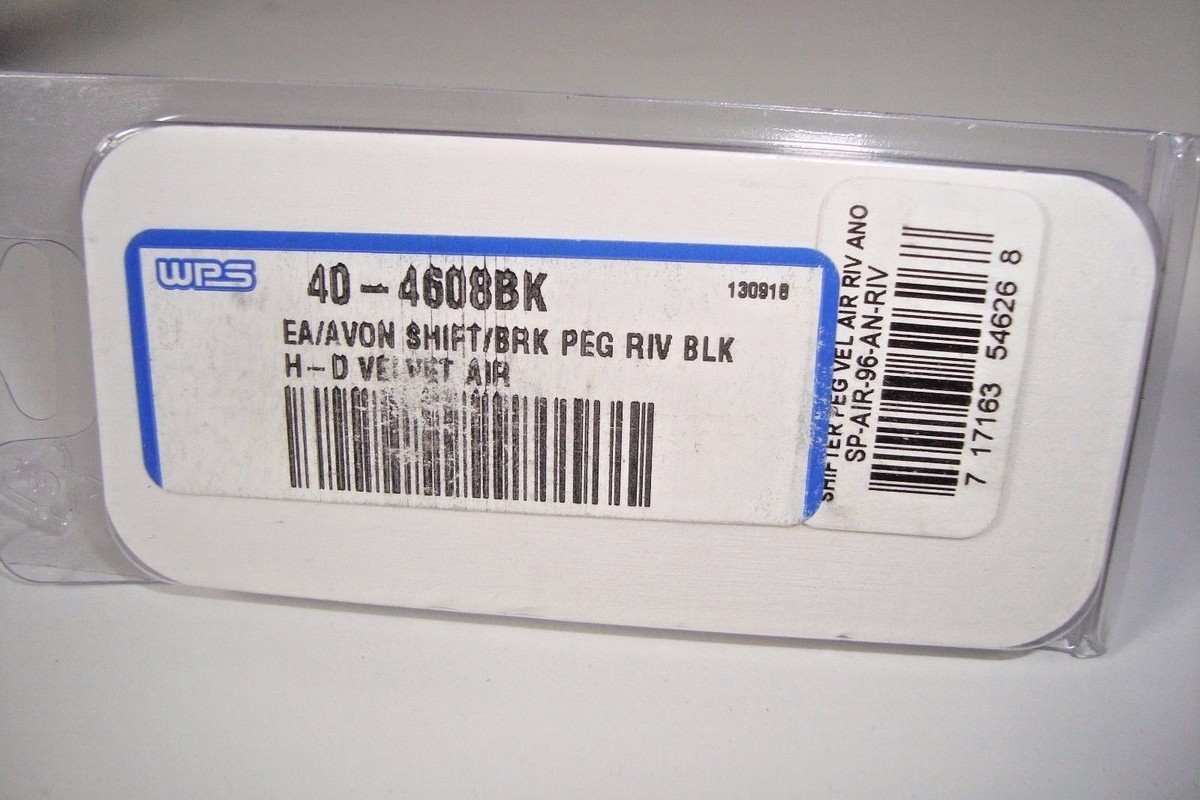 WPS
40-4608BK
130918
EA/AVON SHIFT/BRK PEG RIV BLK
H-D VELVET AIR
SHIFTER PEG VEL AIR RIV ANO
SP-AIR-96-AN-RIV
7 17163 54626 8